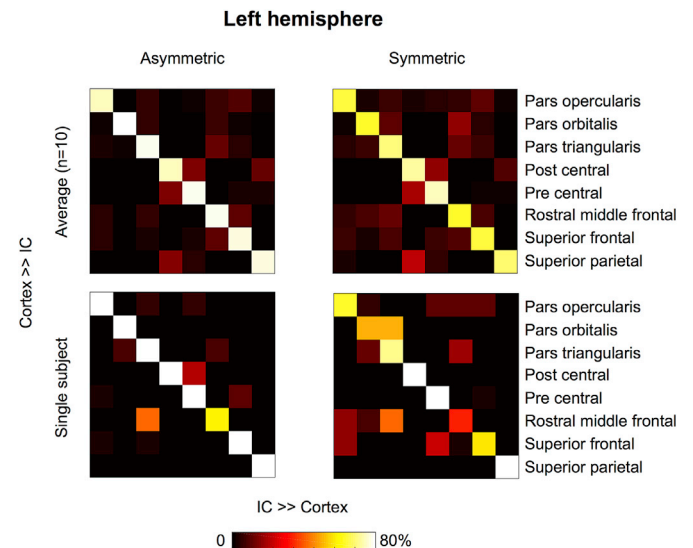 Left hemisphere
Asymmetric
Symmetric
Average (n=10)
Pars opercularis
Pars orbitalis
Pars triangularis
Post central
Pre central
Rostral middle frontal
Superior frontal
Superior parietal
Cortex >> IC
Single subject
Pars opercularis
Pars orbitalis
Pars triangularis
Post central
Pre central
Rostral middle frontal
Superior frontal
Superior parietal
IC >> Cortex
0 80%